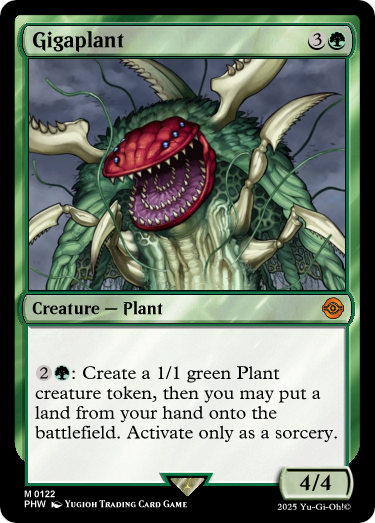 Gigaplant 3
Creature — Plant
2 : Create a 1/1 green Plant
creature token, then you may put a
land from your hand onto the
battlefield. Activate only as a sorcery.
4/4
M 0122
PHW Yugioh Trading Card Game 2025 Yu-Gi-Oh!©